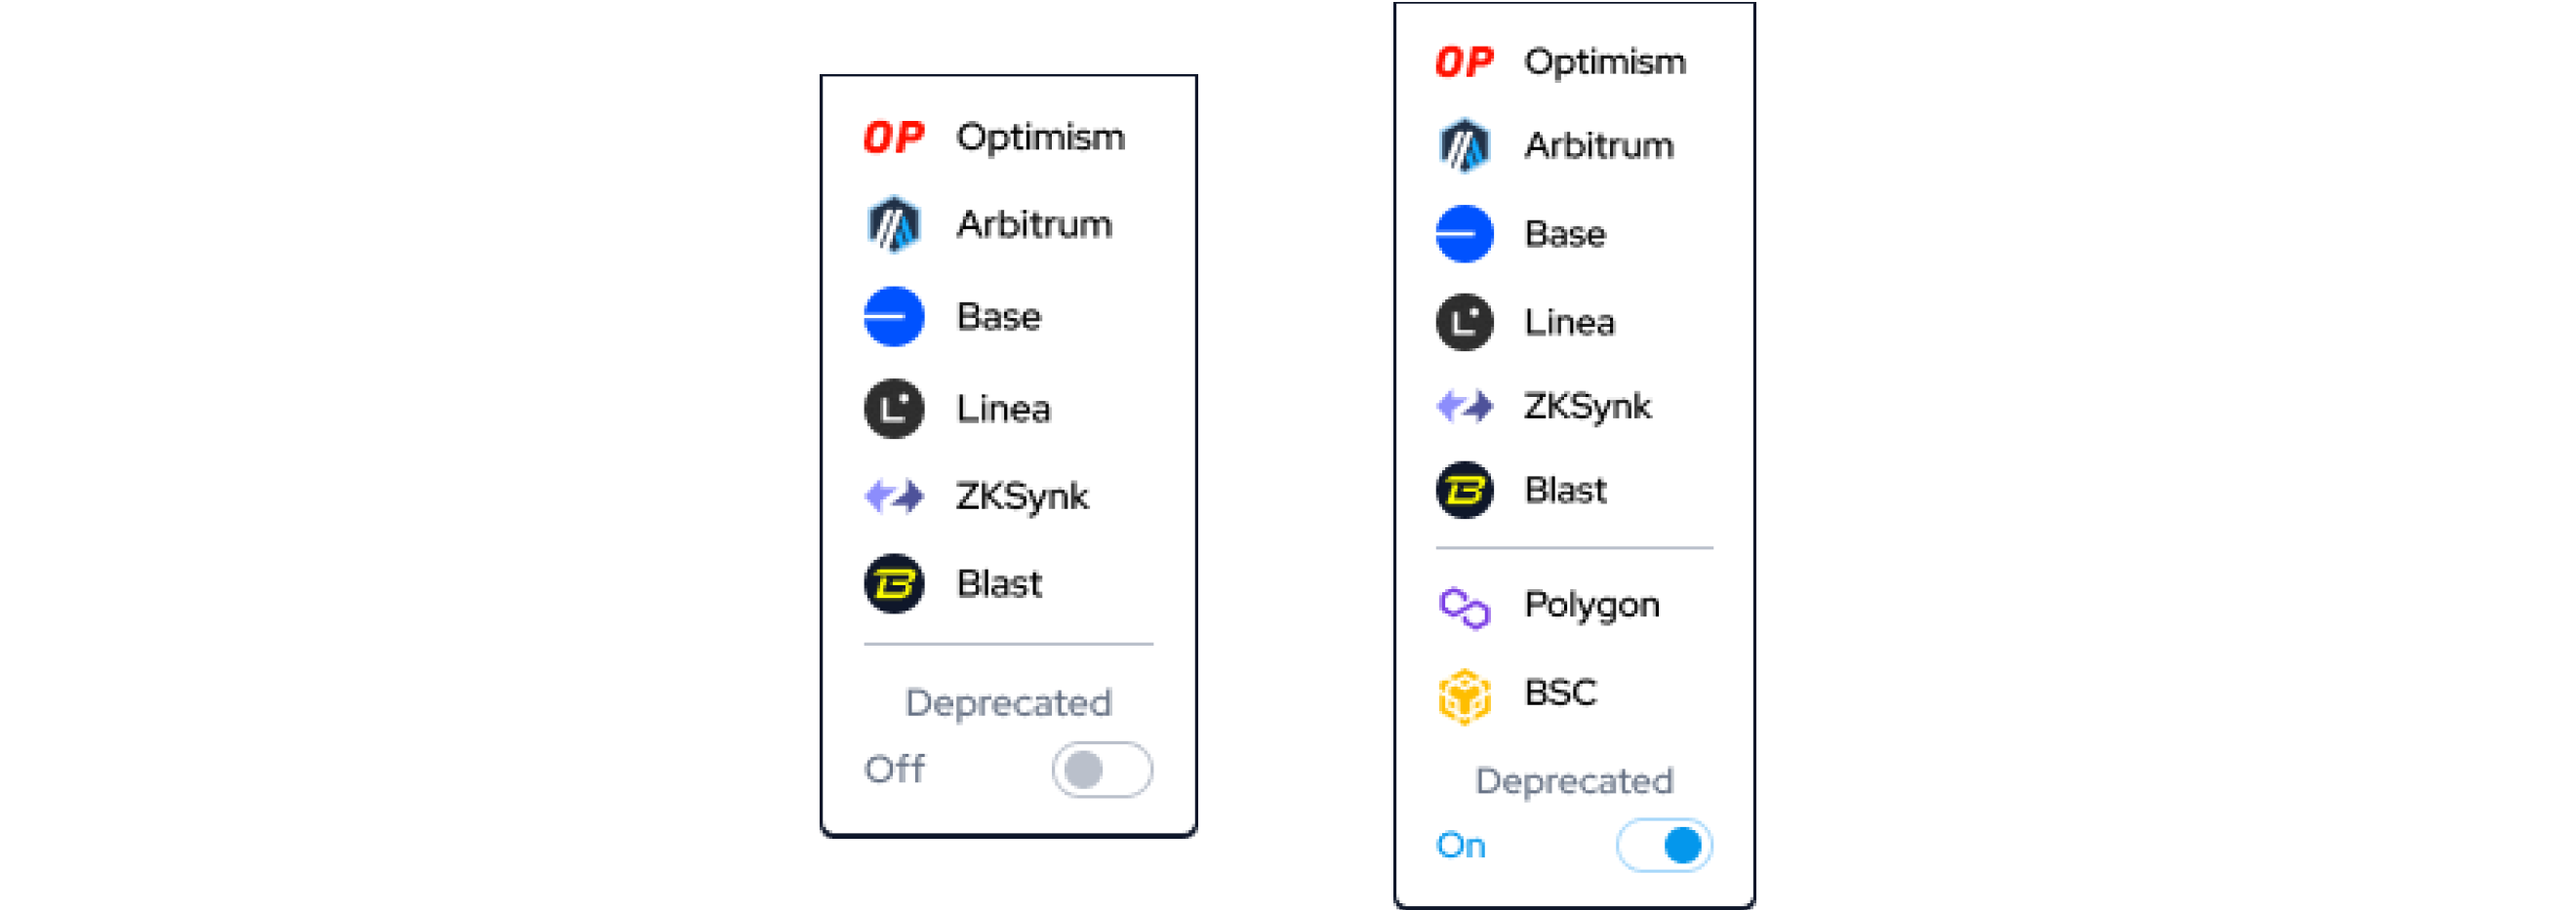 OP Optimism
Arbitrum
Base
Linea
ZKSynk
Blast
Deprecated
Off
OP Optimism
Arbitrum
Base
Linea
ZKSynk
Blast
Polygon
BSC
Deprecated
On